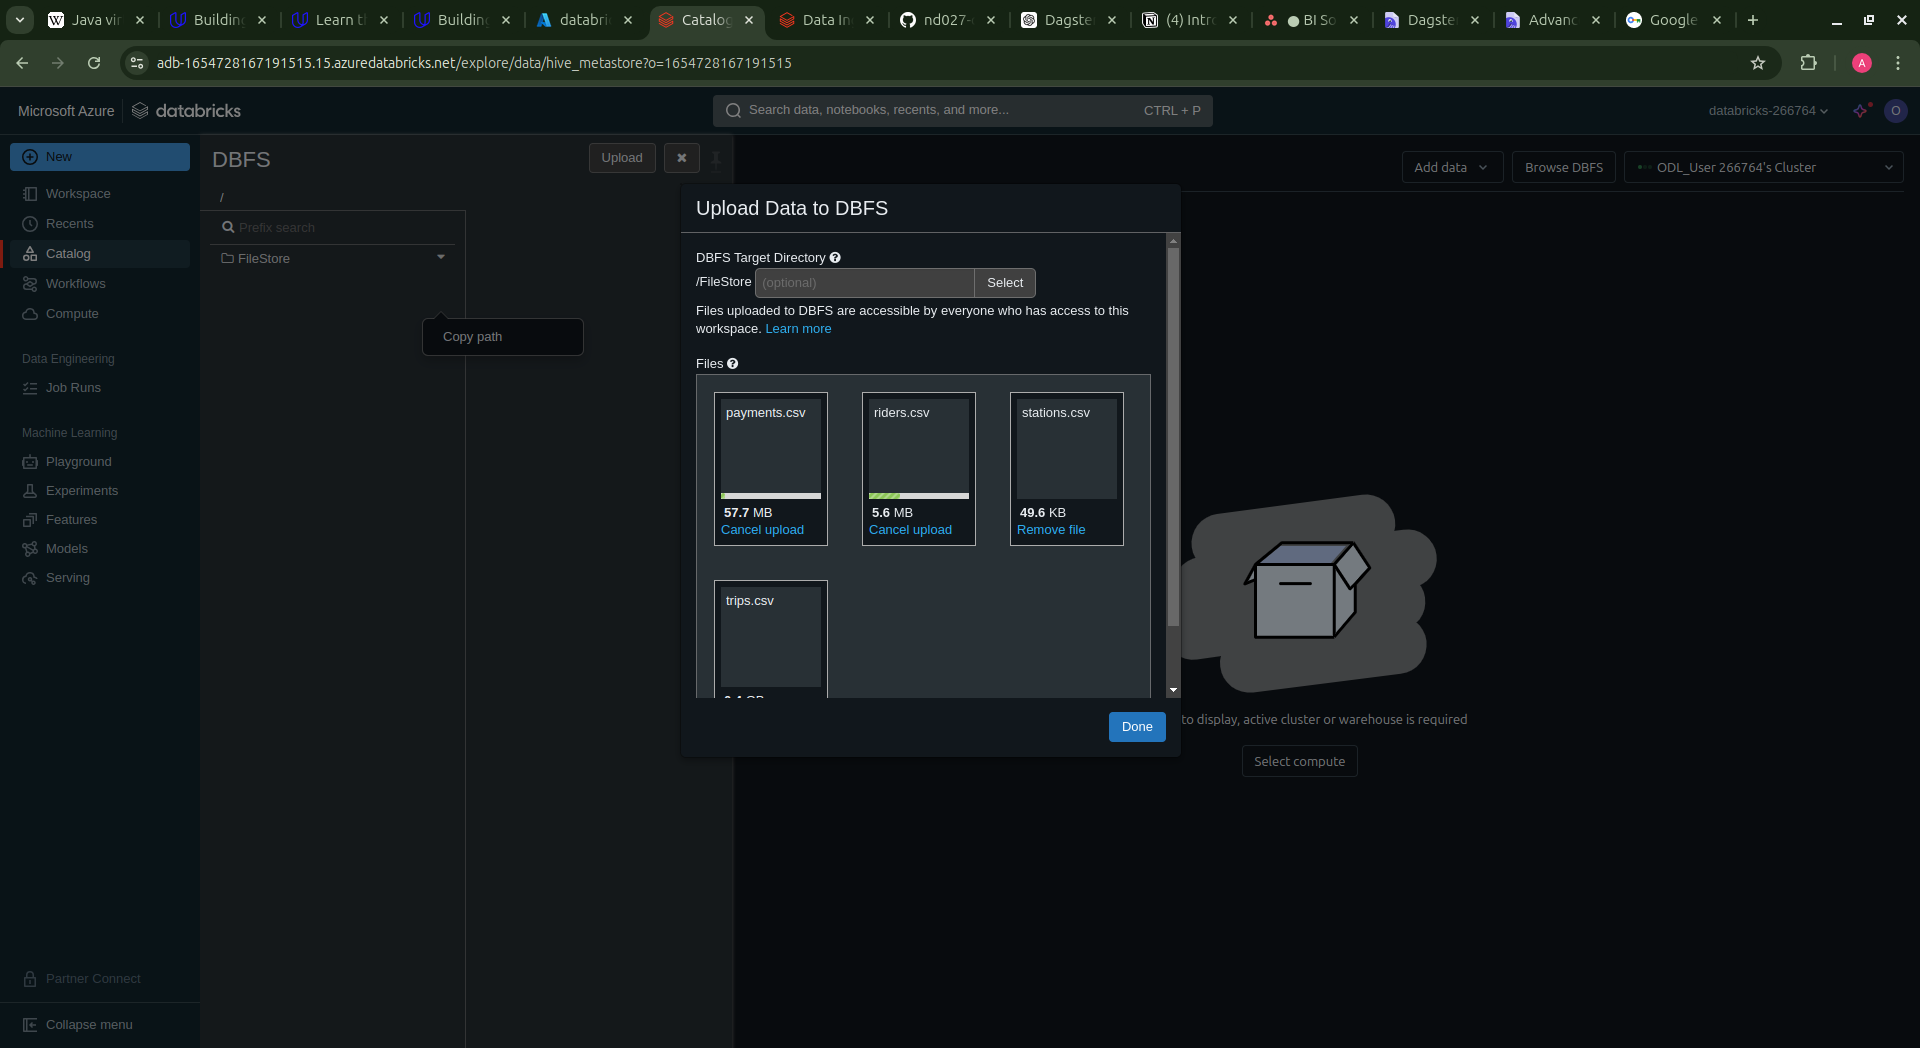 Java vir
Building
Learn t
Building
databri
Catalog
Data In
nd027-
Dagste
(4) Intr
BI So
Dagste
Advanc
Google
adb-1654728167191515.15.azuredatabricks.net/explore/data/hive_metastore?o=1654728167191515
A
Microsoft Azure
databricks
Search data, notebooks, recents, and more...
CTRL + P
databricks-266764
O
New
Workspace
Recents
Catalog
Workflows
Compute
Data Engineering
Job Runs
Machine Learning
Playground
Experiments
Features
Models
Serving
Partner Connect
Collapse menu
DBFS
Upload
/
Prefix search
FileStore
Copy path
Add data
Browse DBFS
ODL_User 266764's Cluster
Upload Data to DBFS
DBFS Target Directory
/FileStore (optional) Select
Files uploaded to DBFS are accessible by everyone who has access to this
workspace. Learn more
Files
payments.csv
57.7 MB
Cancel upload
riders.csv
5.6 MB
Cancel upload
stations.csv
49.6 KB
Remove file
trips.csv
Done
to display, active cluster or warehouse is required
Select compute